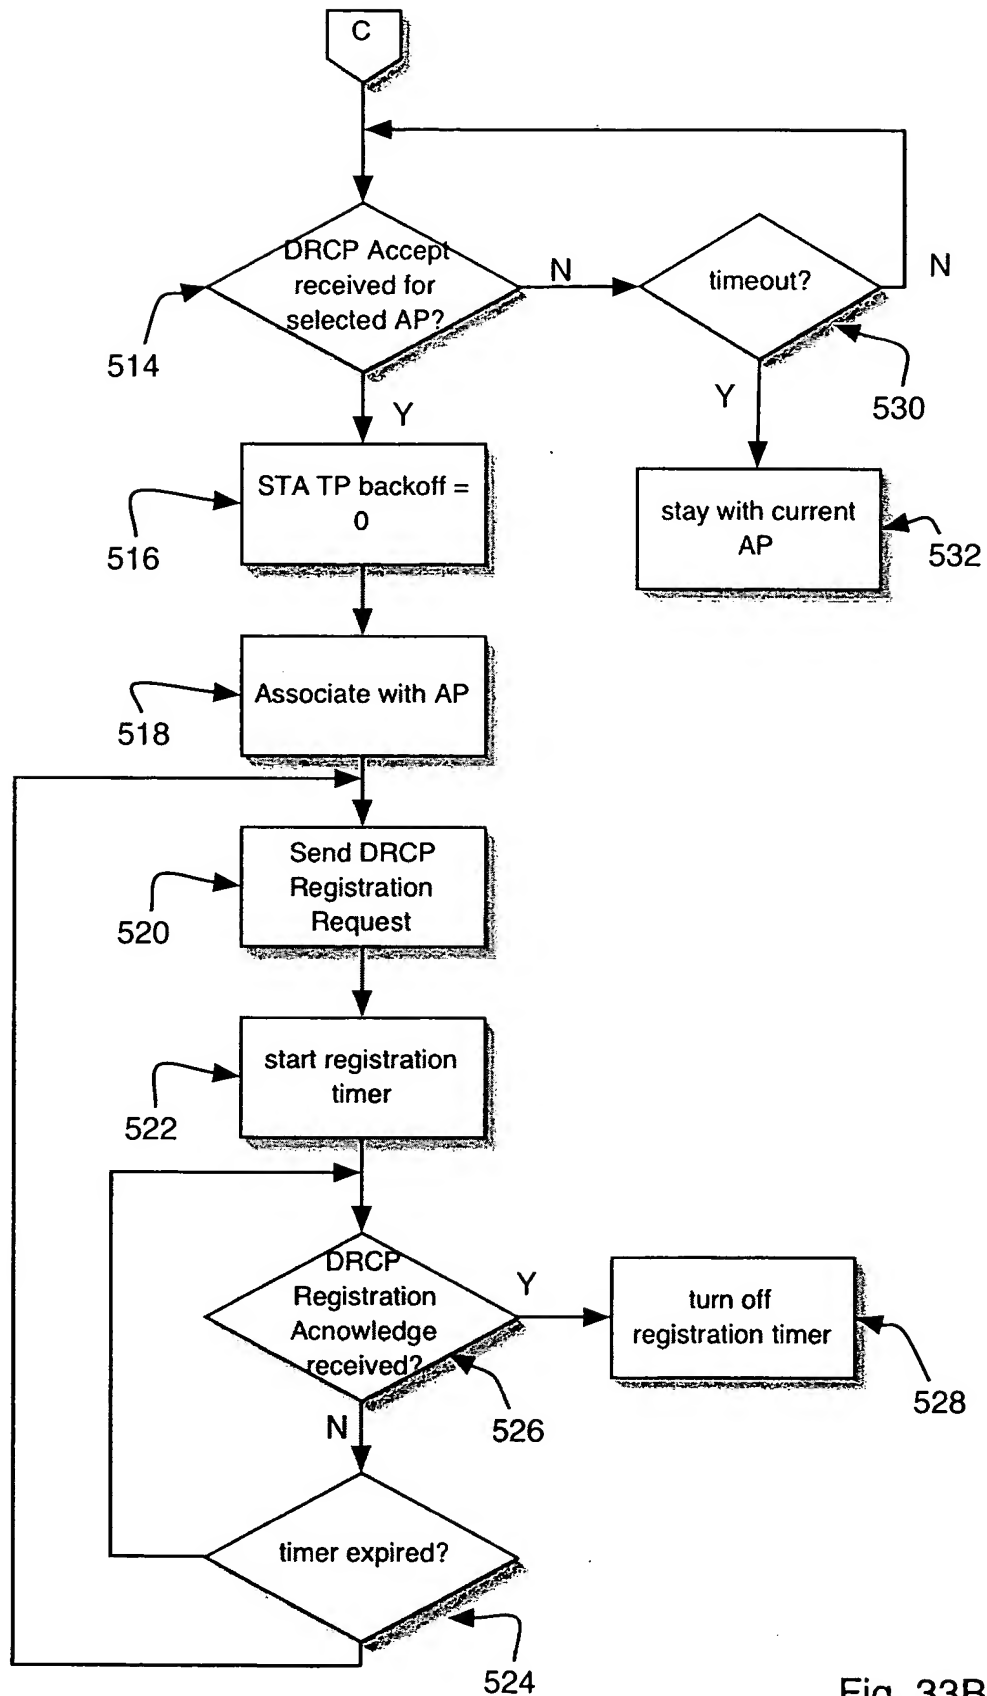 C
DRCP Accept
received for
selected AP?
N
timeout?
N
514
530
Y
Y
STA TP backoff =
0
516
stay with current
AP
532
Associate with AP
518
Send DRCP
Registration
Request
520
start registration
timer
522
DRCP
Registration
Acnowledge
received?
Y
turn off
registration timer
528
526
N
timer expired?
524
Fig. 33B